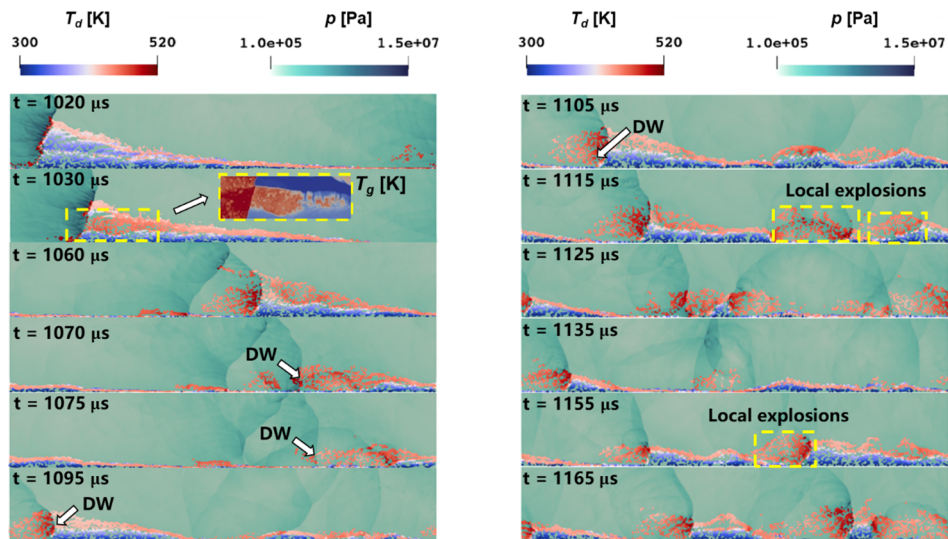 T_d [K]
p [Pa]
300
520
1.0e+05
1.5e+07
t = 1020 μs
t = 1030 μs
T_g [K]
t = 1060 μs
t = 1070 μs
DW
t = 1075 μs
DW
t = 1095 μs
DW
T_d [K]
p [Pa]
300
520
1.0e+05
1.5e+07
t = 1105 μs
DW
t = 1115 μs
Local explosions
t = 1125 μs
t = 1135 μs
t = 1155 μs
Local explosions
t = 1165 μs